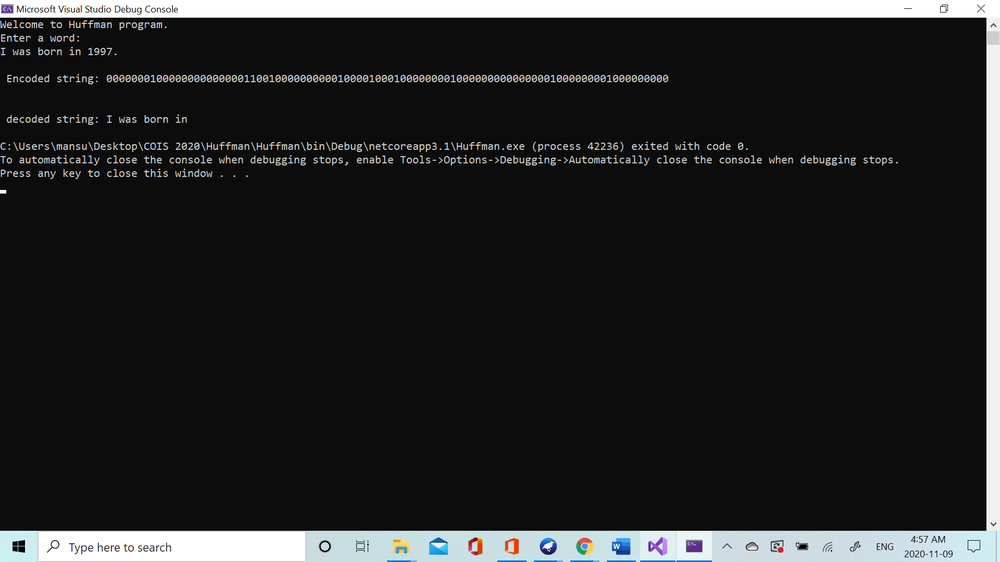 Microsoft Visual Studio Debug Console
Welcome to Huffman program.
Enter a word:
I was born in 1997.
Encoded string: 000000010000000000000011001000000000010000100010000000010000000000000001000000001000000000
decoded string: I was born in
C:\Users\mansu\Desktop\COIS 2020\Huffman\Huffman\bin\Debug\netcoreapp3.1\Huffman.exe (process 42236) exited with code 0.
To automatically close the console when debugging stops, enable Tools->Options->Debugging->Automatically close the console when debugging stops.
Press any key to close this window . . .
Type here to search
ENG
4:57 AM
2020-11-09